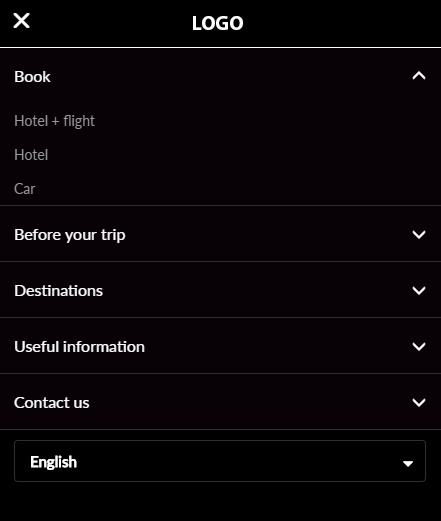 LOGO
Book
Hotel + flight
Hotel
Car
Before your trip
Destinations
Useful information
Contact us
English